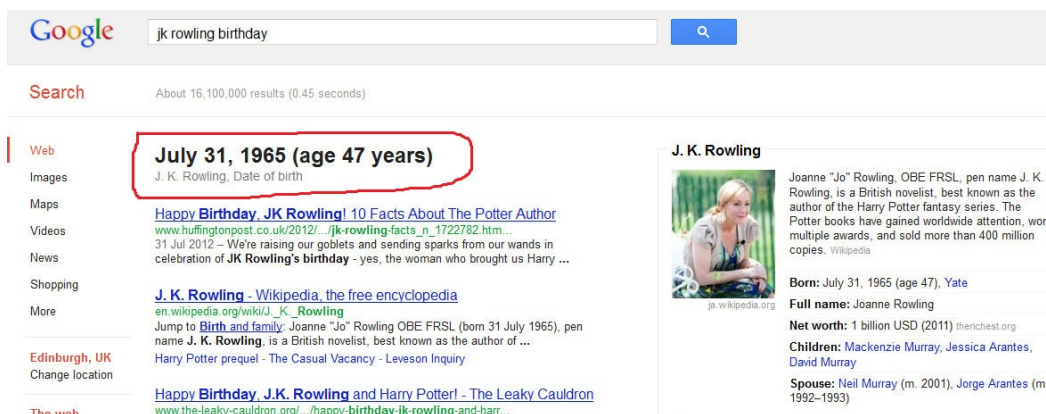 Google
jk rowling birthday
Search
About 16,100,000 results (0.45 seconds)
Web
Images
Maps
Videos
News
Shopping
More
Edinburgh, UK
Change location
The web
July 31, 1965 (age 47 years)
J. K. Rowling, Date of birth
Happy Birthday, JK Rowling! 10 Facts About The Potter Author
www.huffingtonpost.co.uk/2012/.../jk-rowling-facts_n_1722782.htm...
31 Jul 2012 – We're raising our goblets and sending sparks from our wands in
celebration of JK Rowling's birthday - yes, the woman who brought us Harry ...
J. K. Rowling - Wikipedia, the free encyclopedia
en.wikipedia.org/wiki/J._K._Rowling
Jump to Birth and family: Joanne "Jo" Rowling OBE FRSL (born 31 July 1965), pen
name J. K. Rowling, is a British novelist, best known as the author of ...
Harry Potter prequel - The Casual Vacancy - Leveson Inquiry
Happy Birthday, J.K. Rowling and Harry Potter! - The Leaky Cauldron
www.the-leaky-cauldron.org/.../happy-birthday-jk-rowling-and-harr...
J. K. Rowling
Joanne "Jo" Rowling, OBE FRSL, pen name J. K.
Rowling, is a British novelist, best known as the
author of the Harry Potter fantasy series. The
Potter books have gained worldwide attention, wor
multiple awards, and sold more than 400 million
copies. Wikipedia
ja.wikipedia.org
Born: July 31, 1965 (age 47), Yate
Full name: Joanne Rowling
Net worth: 1 billion USD (2011) therichest.org
Children: Mackenzie Murray, Jessica Arantes,
David Murray
Spouse: Neil Murray (m. 2001), Jorge Arantes (m
1992–1993)